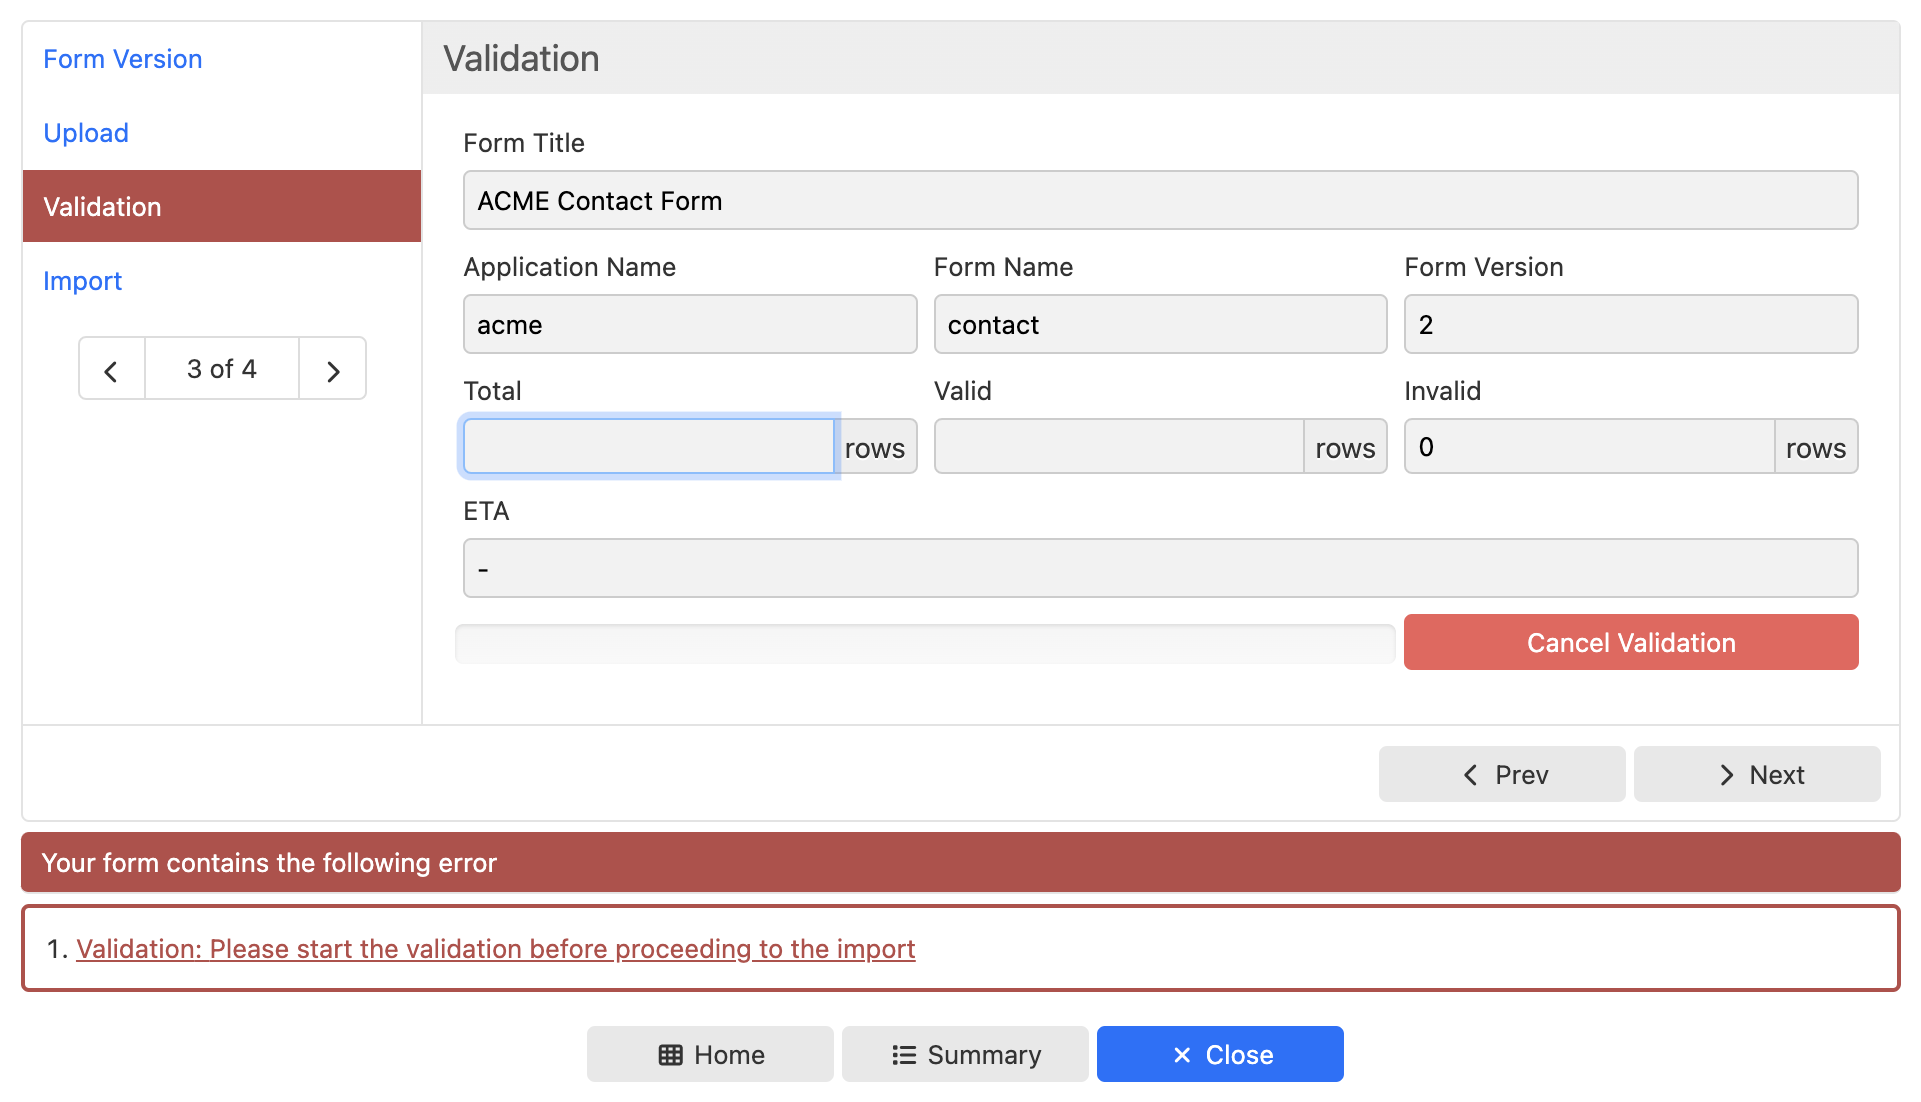 Form Version
Upload
Validation
Import
3 of 4
Validation
Form Title
ACME Contact Form
Application Name Form Name Form Version
acme contact 2
Total Valid Invalid
rows rows 0 rows
ETA
-
Cancel Validation
Prev Next
Your form contains the following error
1. Validation: Please start the validation before proceeding to the import
Home Summary Close